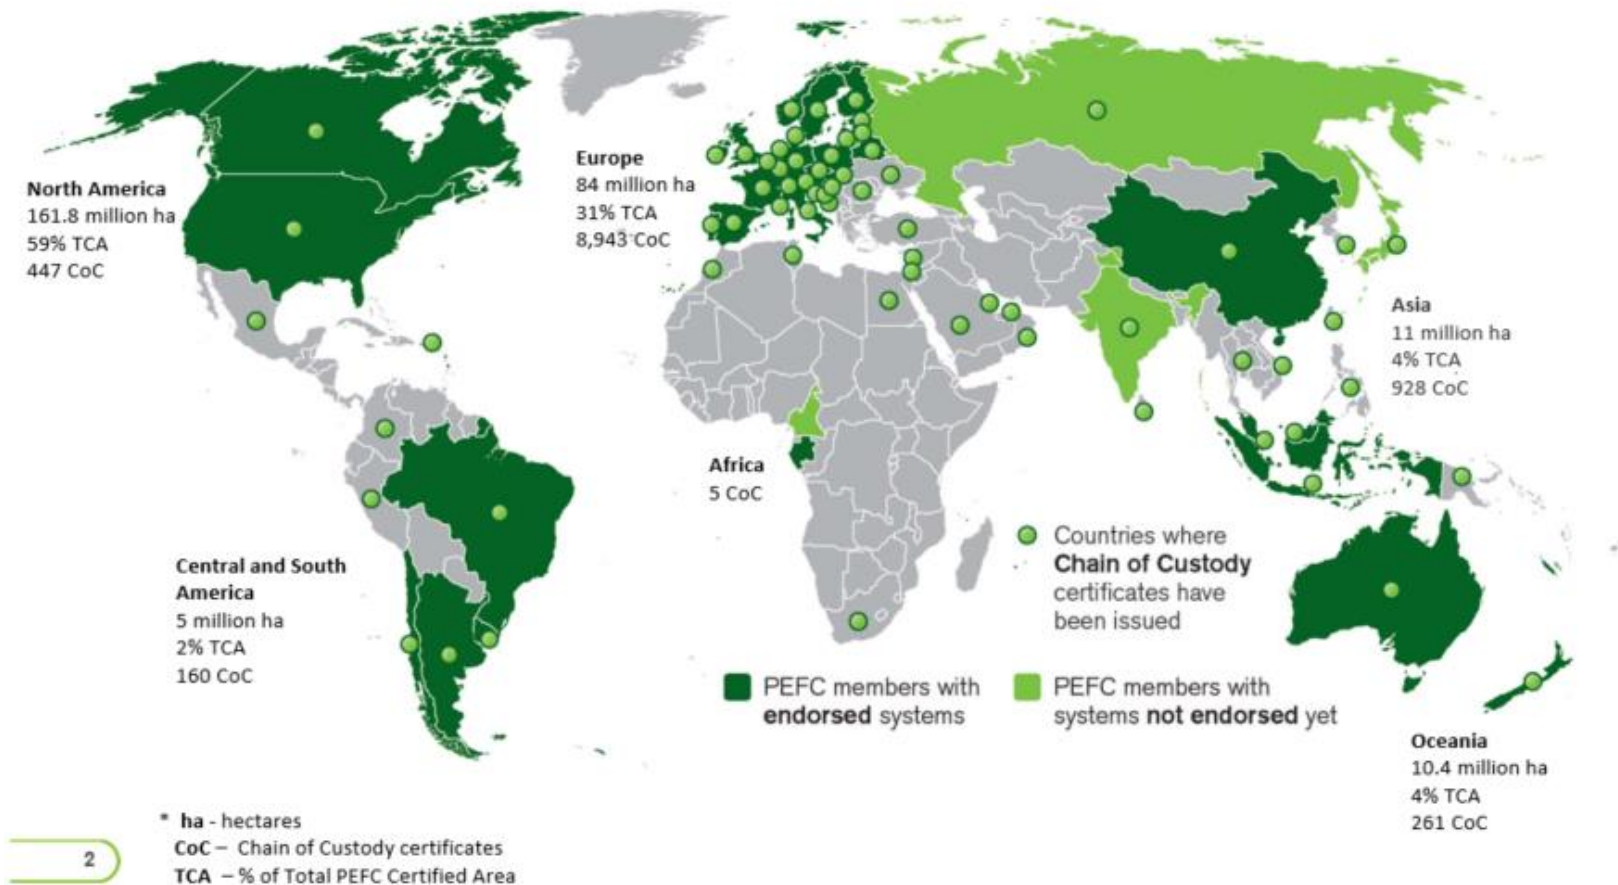 North America
161.8 million ha
59% TCA
447 CoC
Europe
84 million ha
31% TCA
8,943 CoC
Asia
11 million ha
4% TCA
928 CoC
Africa
5 CoC
Central and South
America
5 million ha
2% TCA
160 CoC
Countries where
Chain of Custody
certificates have
been issued
PEFC members with
endorsed systems
PEFC members with
systems not endorsed yet
Oceania
10.4 million ha
4% TCA
261 CoC
* ha - hectares
CoC – Chain of Custody certificates
TCA – % of Total PEFC Certified Area
2